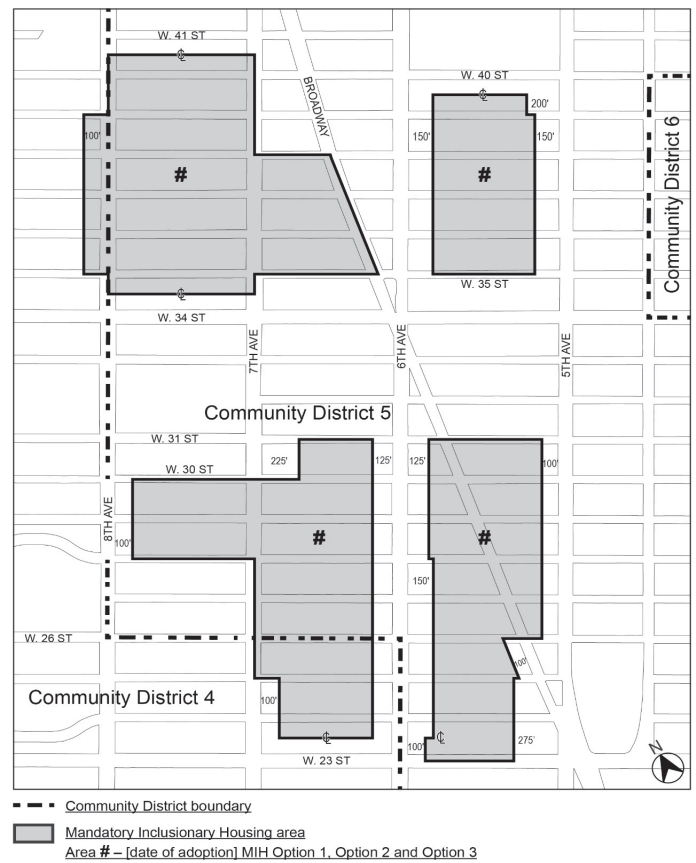 W. 41 ST
℄
BROADWAY
W. 40 ST
℄
200'
100'
150'
150'
#
#
Community District 6
W. 35 ST
℄
W. 34 ST
7TH AVE
6TH AVE
5TH AVE
Community District 5
W. 31 ST
225'
125'
125'
100'
W. 30 ST
8TH AVE
#
#
100'
150'
W. 26 ST
100'
Community District 4
100'
℄
℄
100'
275'
W. 23 ST
N
Community District boundary
Mandatory Inclusionary Housing area
Area # – [date of adoption] MIH Option 1, Option 2 and Option 3